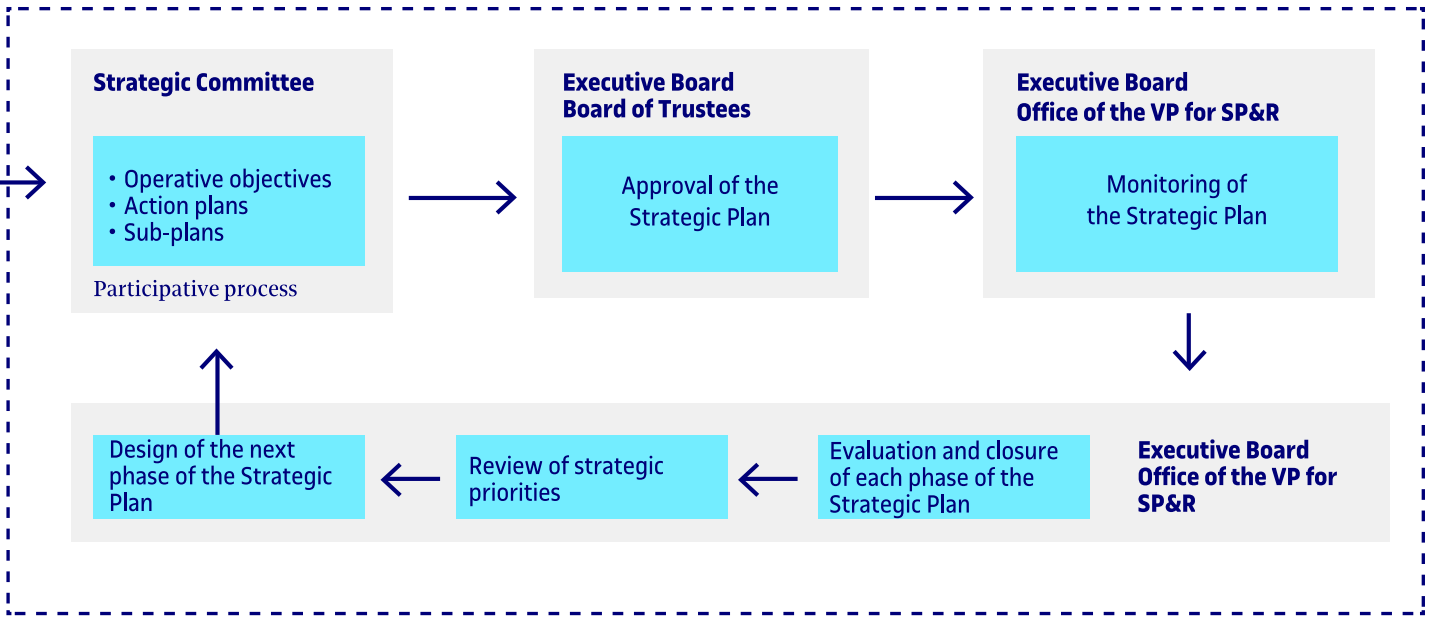 Strategic Committee
• Operative objectives
• Action plans
• Sub-plans
Participative process
Executive Board
Board of Trustees
Approval of the
Strategic Plan
Executive Board
Office of the VP for SP&R
Monitoring of
the Strategic Plan
Design of the next
phase of the Strategic
Plan
Review of strategic
priorities
Evaluation and closure
of each phase of the
Strategic Plan
Executive Board
Office of the VP for
SP&R